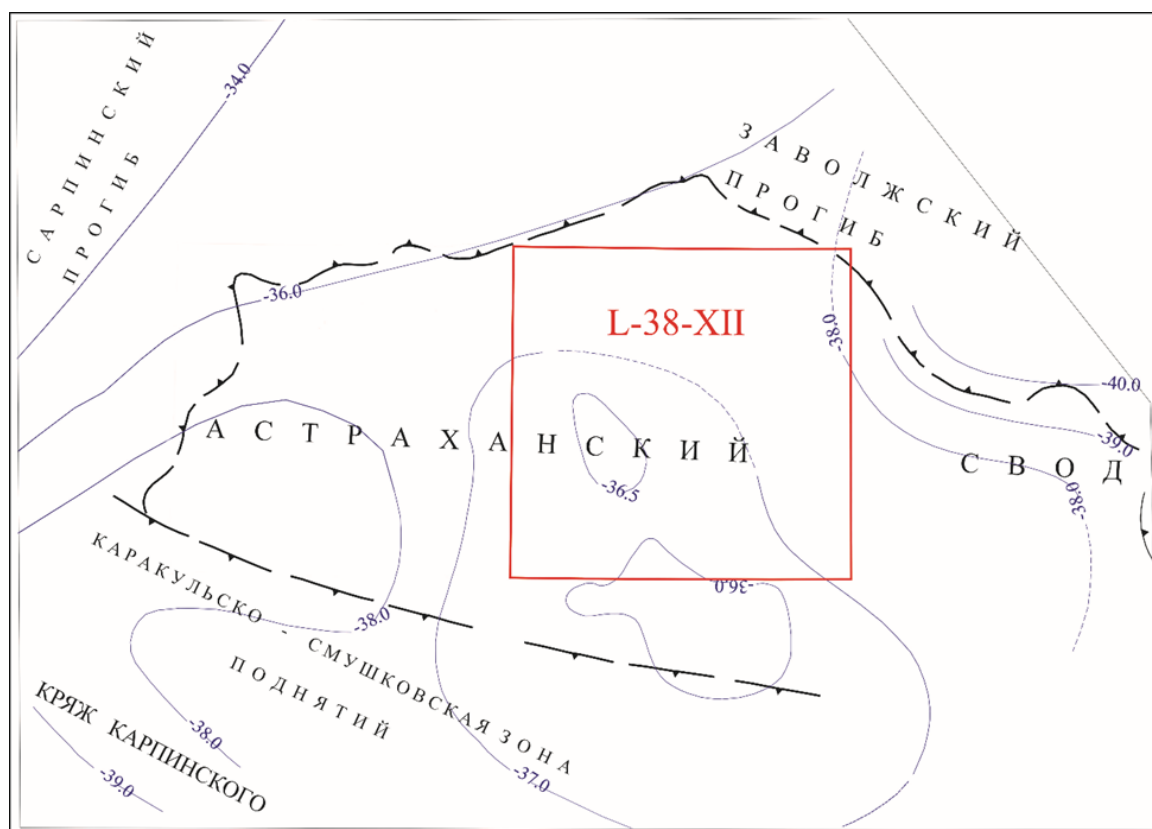 САРПИНСКИЙ
ПРОГИБ
-34.0
ЗАВОЛЖСКИЙ
ПРОГИБ
-36.0
L-38-XII
-38.0
-40.0
-39.0
АСТРАХАНСКИЙ
СВОД
-36.5
-38.0
-36.0
КАРАКУЛЬСКО - СМУШКОВСКАЯ ЗОНА
ПОДНЯТИЙ
-38.0
-38.0
-37.0
КРЯЖ КАРПИНСКОГО
-39.0